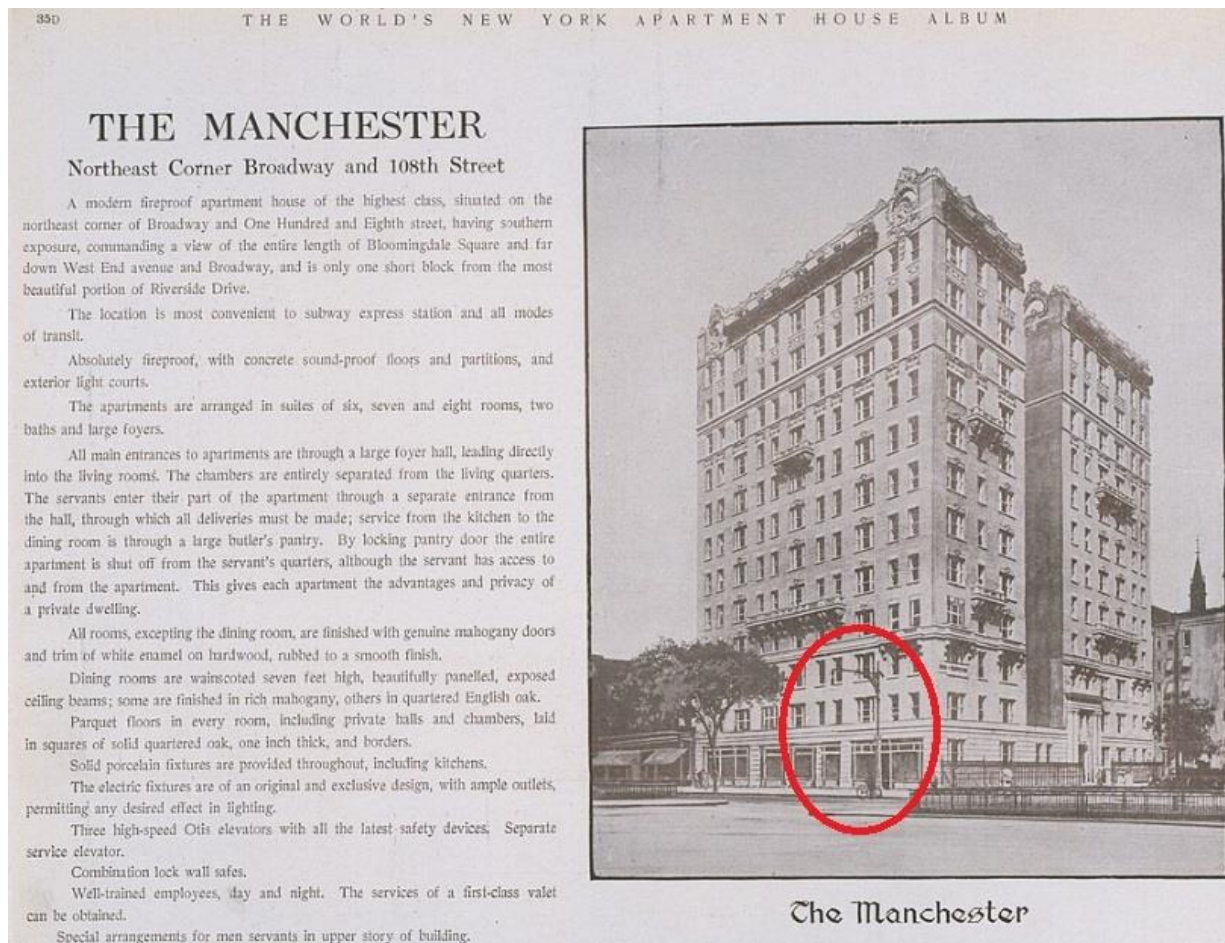 35D
THE WORLD'S NEW YORK APARTMENT HOUSE ALBUM
THE MANCHESTER
Northeast Corner Broadway and 108th Street
A modern fireproof apartment house of the highest class, situated on the
northeast corner of Broadway and One Hundred and Eighth street, having southern
exposure, commanding a view of the entire length of Bloomingdale Square and far
down West End avenue and Broadway, and is only one short block from the most
beautiful portion of Riverside Drive.
The location is most convenient to subway express station and all modes
of transit.
Absolutely fireproof, with concrete sound-proof floors and partitions, and
exterior light courts.
The apartments are arranged in suites of six, seven and eight rooms, two
baths and large foyers.
All main entrances to apartments are through a large foyer hall, leading directly
into the living rooms. The chambers are entirely separated from the living quarters.
The servants enter their part of the apartment through a separate entrance from
the hall, through which all deliveries must be made; service from the kitchen to the
dining room is through a large butler's pantry. By locking pantry door the entire
apartment is shut off from the servant's quarters, although the servant has access to
and from the apartment. This gives each apartment the advantages and privacy of
a private dwelling.
All rooms, excepting the dining room, are finished with genuine mahogany doors
and trim of white enamel on hardwood, rubbed to a smooth finish.
Dining rooms are wainscoted seven feet high, beautifully panelled, exposed
ceiling beams; some are finished in rich mahogany, others in quartered English oak.
Parquet floors in every room, including private halls and chambers, laid
in squares of solid quartered oak, one inch thick, and borders.
Solid porcelain fixtures are provided throughout, including kitchens.
The electric fixtures are of an original and exclusive design, with ample outlets,
permitting any desired effect in lighting.
Three high-speed Otis elevators with all the latest safety devices. Separate
service elevator.
Combination lock wall safes.
Well-trained employees, day and night. The services of a first-class valet
can be obtained.
Special arrangements for men servants in upper story of building.
The Manchester